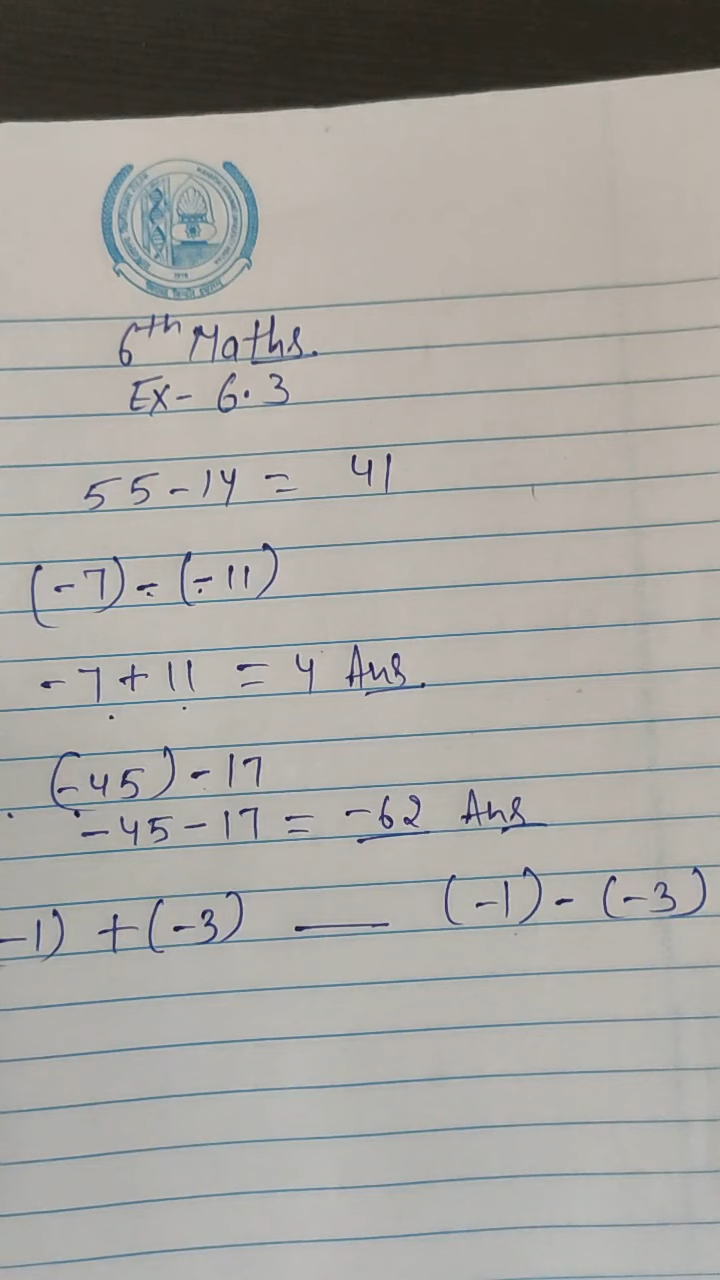 6th Maths.
Ex- 6.3
55-14 = 41
(-7) - (-11)
-7+11 = 4 Ans.
(-45) -17
-45-17 = -62 Ans
-1) +(-3) ___ (-1) - (-3)